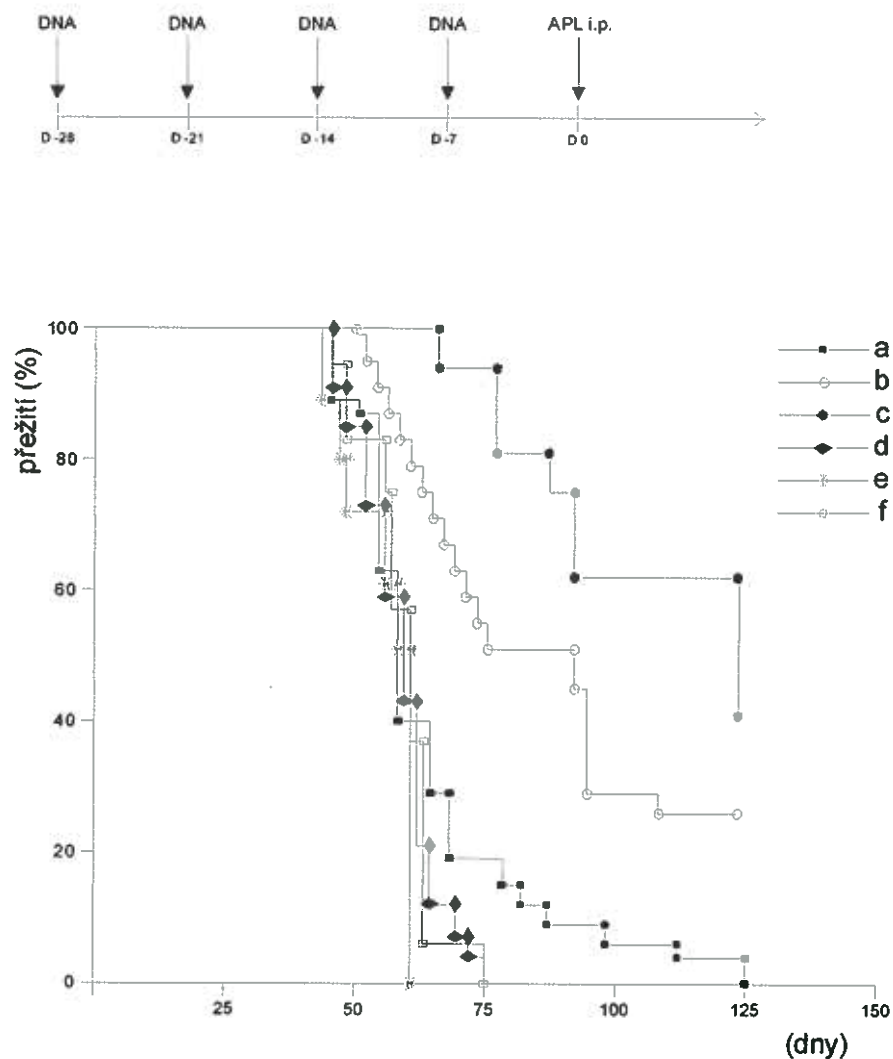 DNA DNA DNA DNA APL i.p.
D -28 D -21 D -14 D -7 D 0
100
80
60
40
20
0
přežití (%)
a
b
c
d
e
f
25 50 75 100 125 150
(dny)